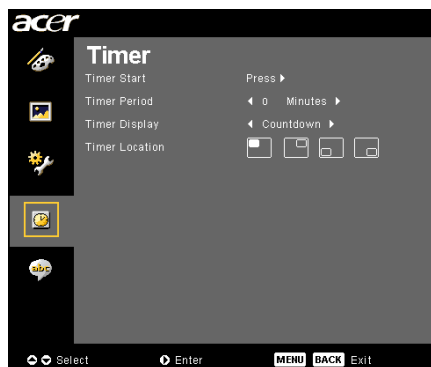 acer
Timer
Timer Start Press
Timer Period 0 Minutes
Timer Display Countdown
Timer Location
abc
Select Enter MENU BACK Exit